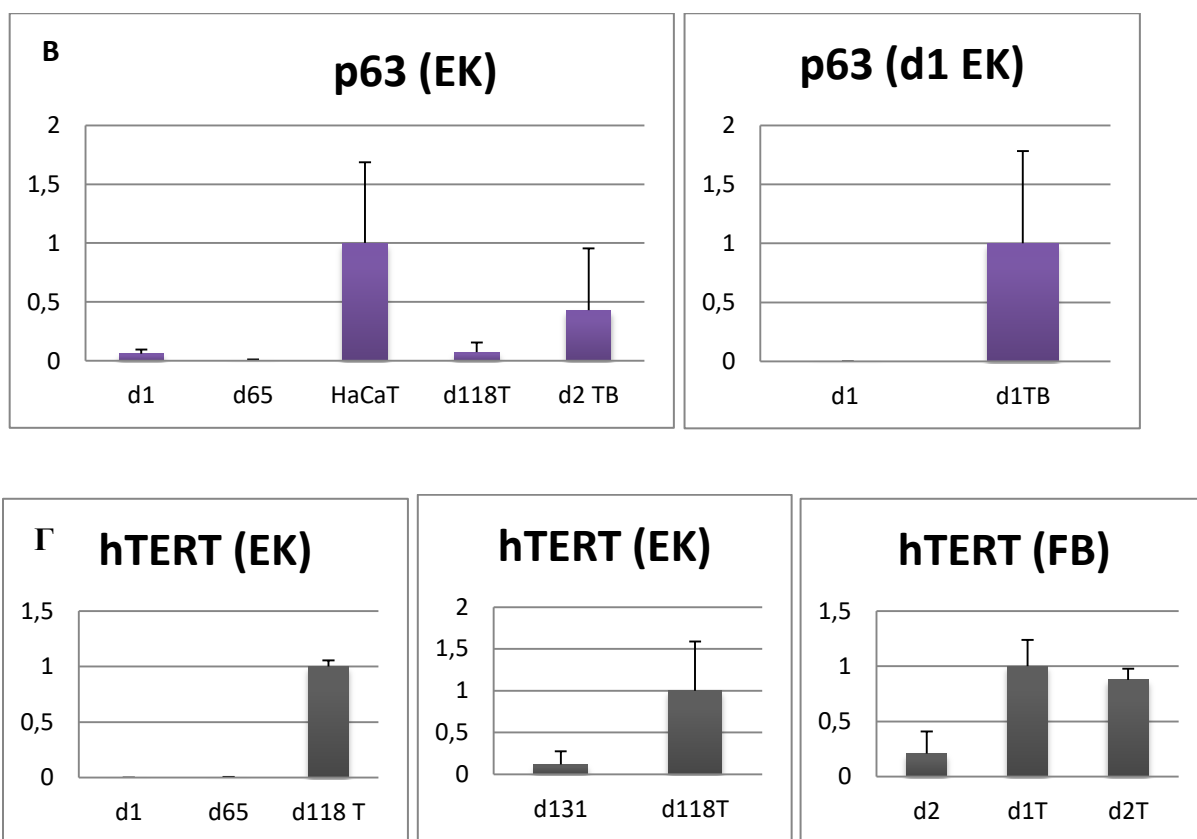 В
p63 (EK)
2
1,5
1
0,5
0
d1 d65 HaCaT d118T d2 TB
p63 (d1 EK)
2
1,5
1
0,5
0
d1 d1TB
Г
hTERT (EK)
1,5
1
0,5
0
d1 d65 d118 T
hTERT (EK)
2
1,5
1
0,5
0
d131 d118T
hTERT (FB)
1,5
1
0,5
0
d2 d1T d2T